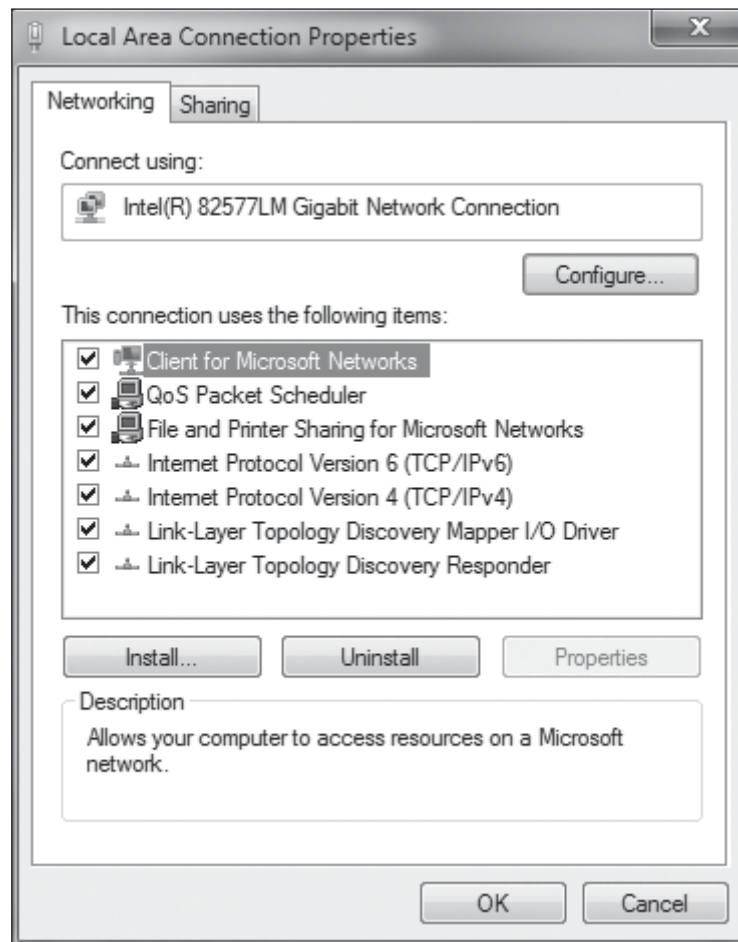 Local Area Connection Properties
X
Networking
Sharing
Connect using:
Intel(R) 82577LM Gigabit Network Connection
Configure...
This connection uses the following items:
Client for Microsoft Networks
QoS Packet Scheduler
File and Printer Sharing for Microsoft Networks
Internet Protocol Version 6 (TCP/IPv6)
Internet Protocol Version 4 (TCP/IPv4)
Link-Layer Topology Discovery Mapper I/O Driver
Link-Layer Topology Discovery Responder
Install...
Uninstall
Properties
Description
Allows your computer to access resources on a Microsoft
network.
OK
Cancel